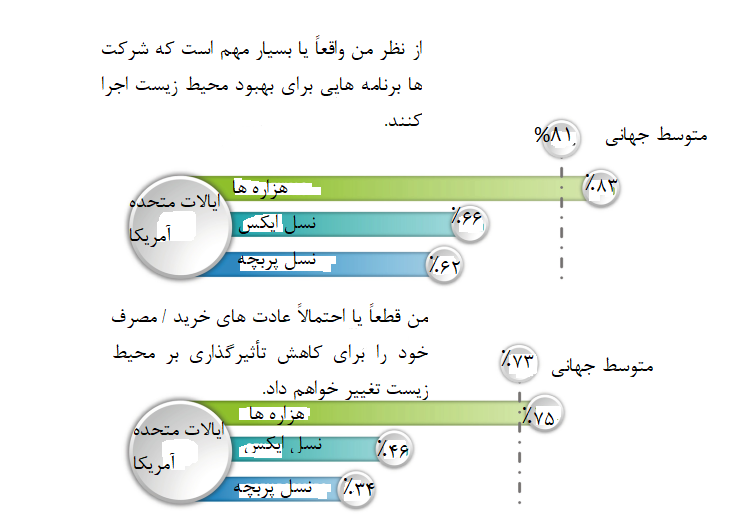 از نظر من واقعاً یا بسیار مهم است که شرکت
ها برنامه هایی برای بهبود محیط زیست اجرا
کنند.
متوسط جهانی
%۸۱
ایالات متحده
آمریکا
هزاره ها
٪۸۳
نسل ایکس
٪۶۶
نسل پربچه
٪۶۲
من قطعاً یا احتمالاً عادت های خرید / مصرف
خود را برای کاهش تأثیرگذاری بر محیط
زیست تغییر خواهم داد.
متوسط جهانی
٪۷۳
ایالات متحده
آمریکا
هزاره ها
٪۷۵
نسل ایکس
٪۴۶
نسل پربچه
٪۳۴